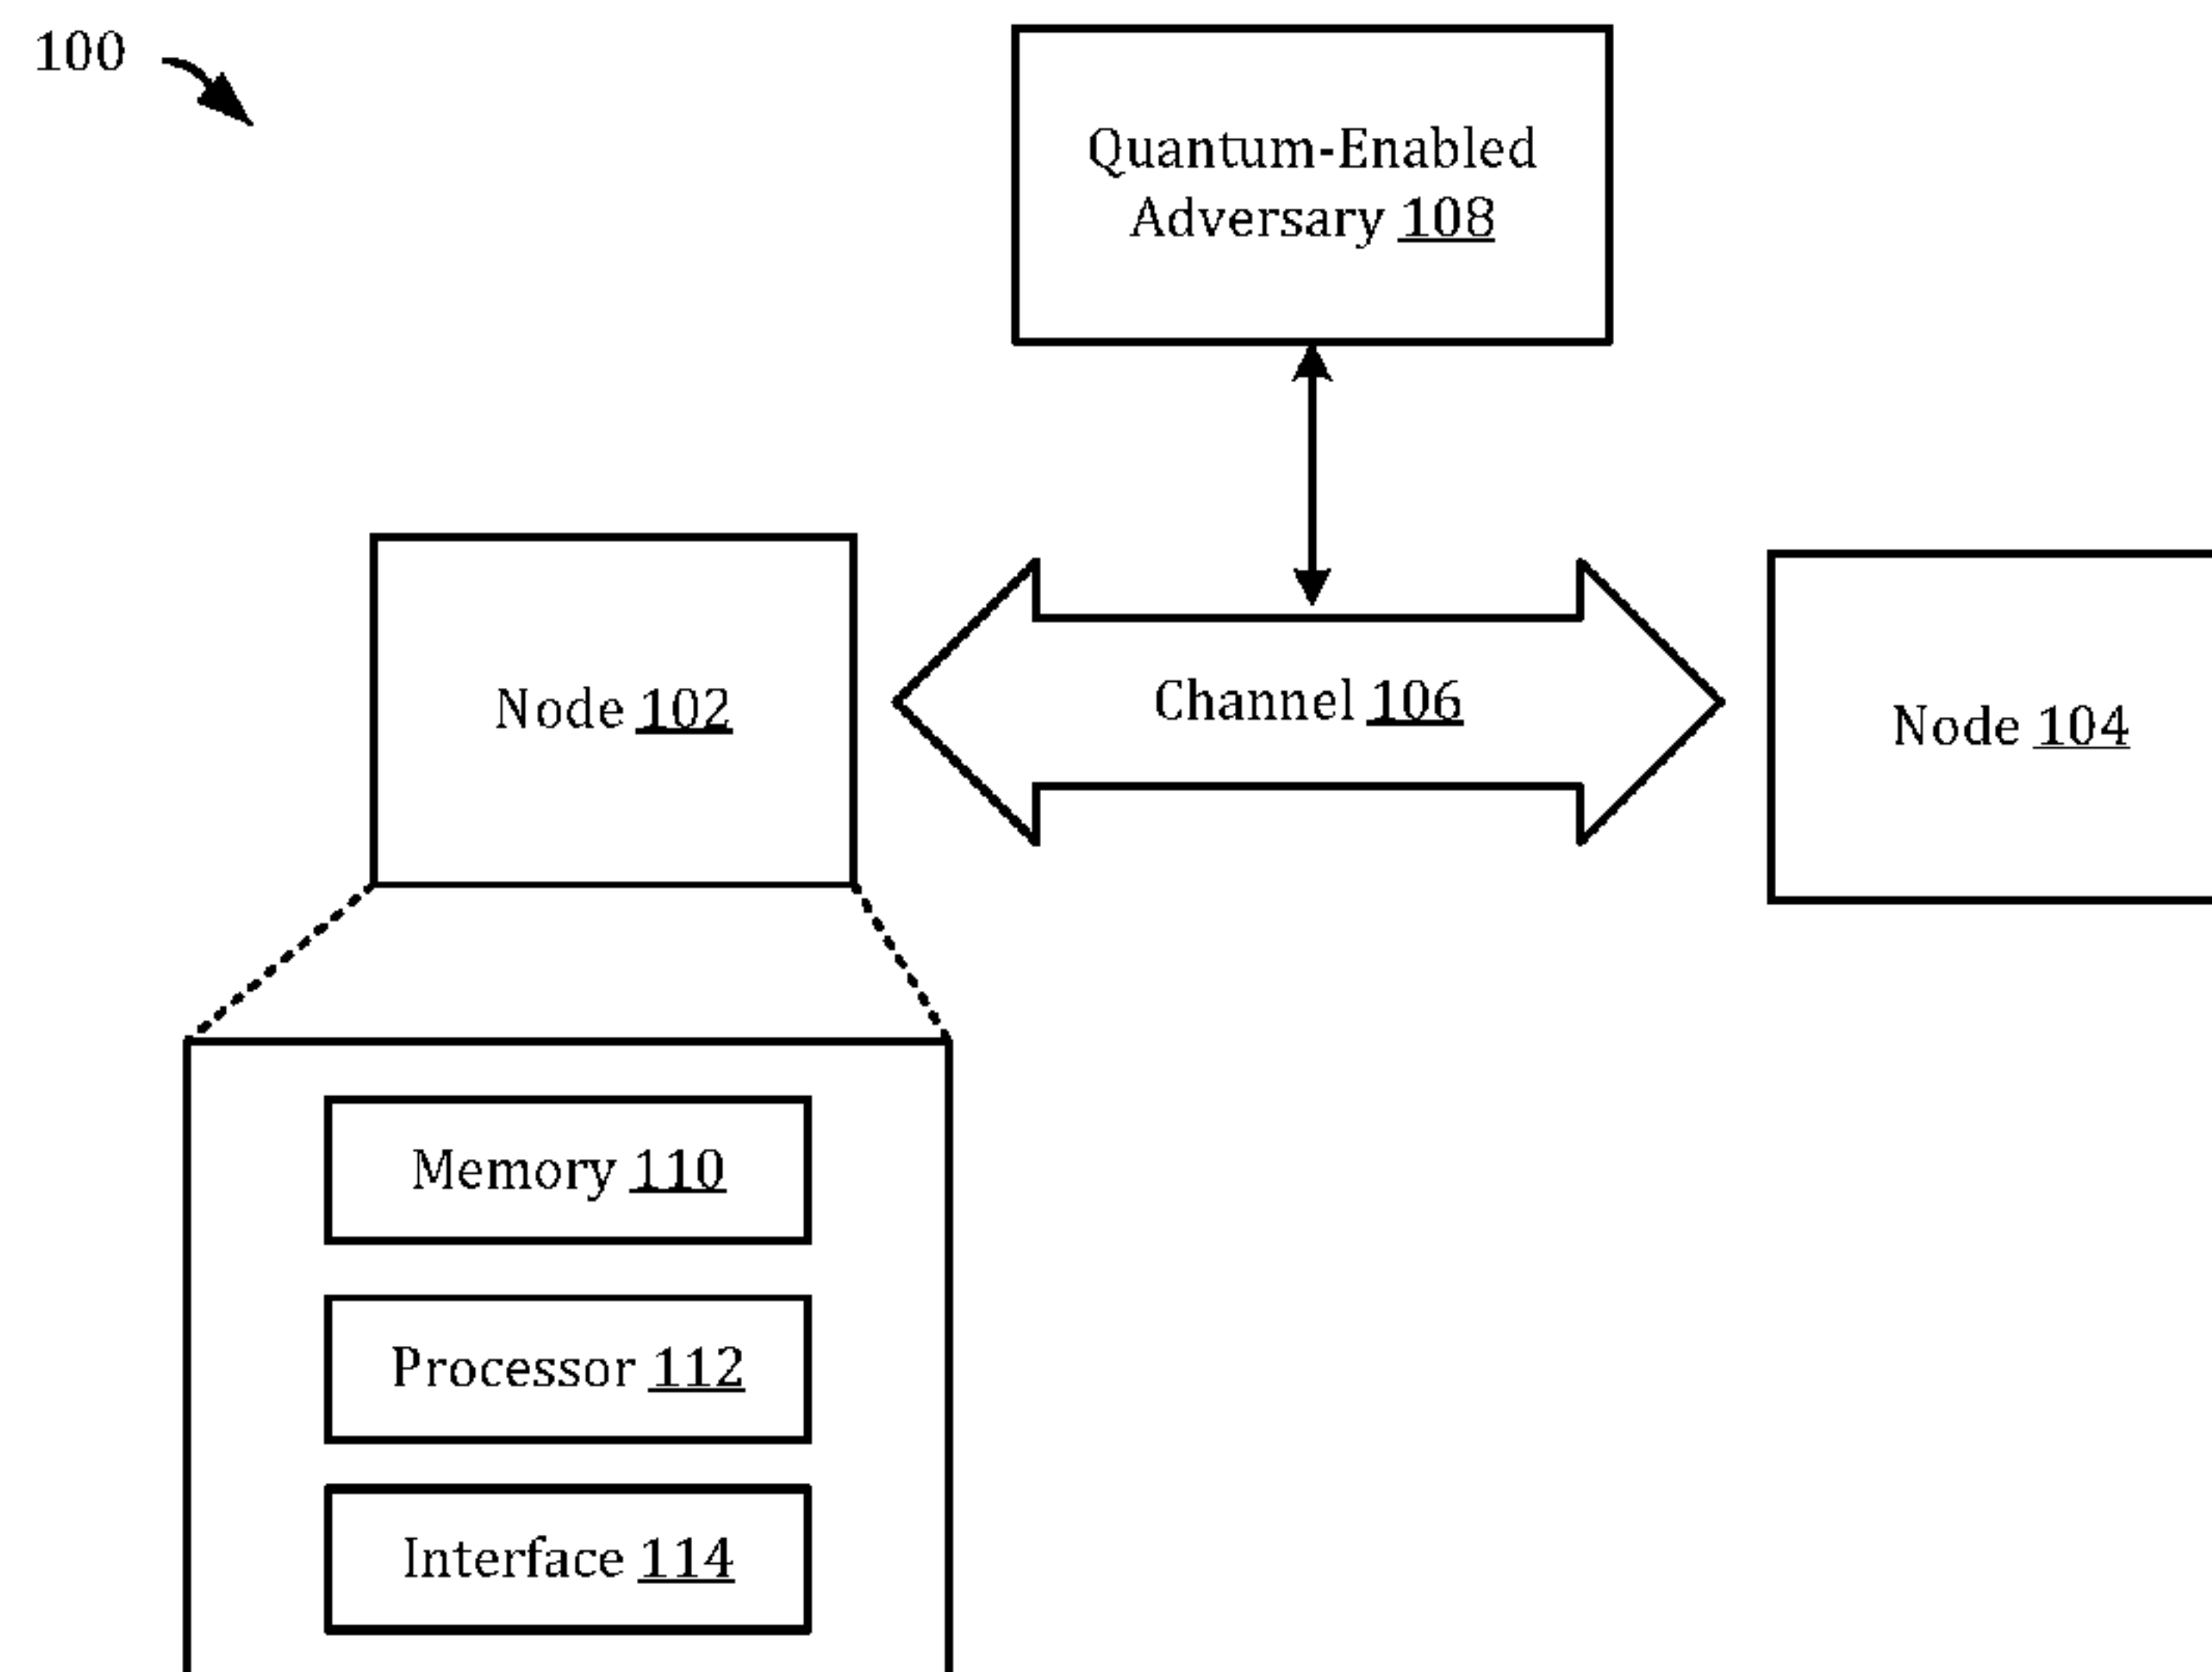 100
Quantum-Enabled
Adversary 108
Node 102
Channel 106
Node 104
Memory 110
Processor 112
Interface 114